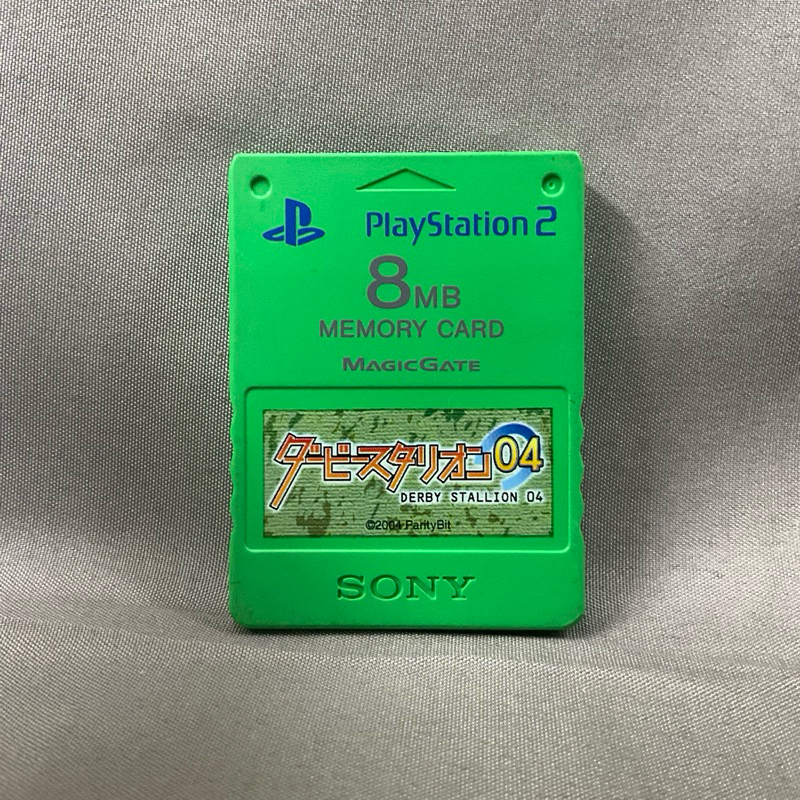 PlayStation 2
8MB
MEMORY CARD
MAGICGATE
ダービースタリオン04
DERBY STALLION 04
©2004 ParityBit
SONY